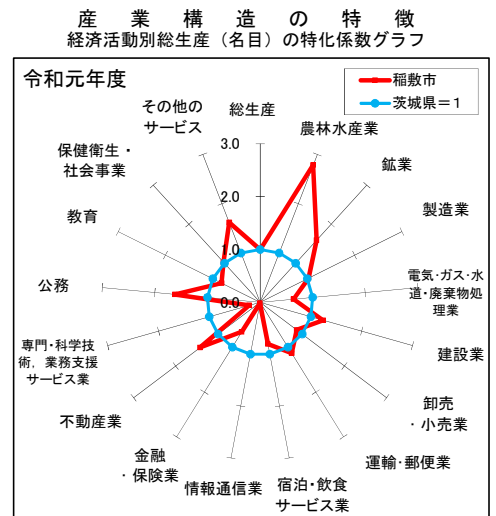 産業構造の特徴
経済活動別総生産（名目）の特化係数グラフ
令和元年度
稲敷市
茨城県＝１
総生産
農林水産業
鉱業
製造業
電気・ガス・水
道・廃棄物処
理業
建設業
卸売
・小売業
運輸・郵便業
宿泊・飲食
サービス業
情報通信業
金融
・保険業
不動産業
専門・科学技
術，業務支援
サービス業
公務
教育
保健衛生・
社会事業
その他の
サービス
3.0
2.0
1.0
0.0